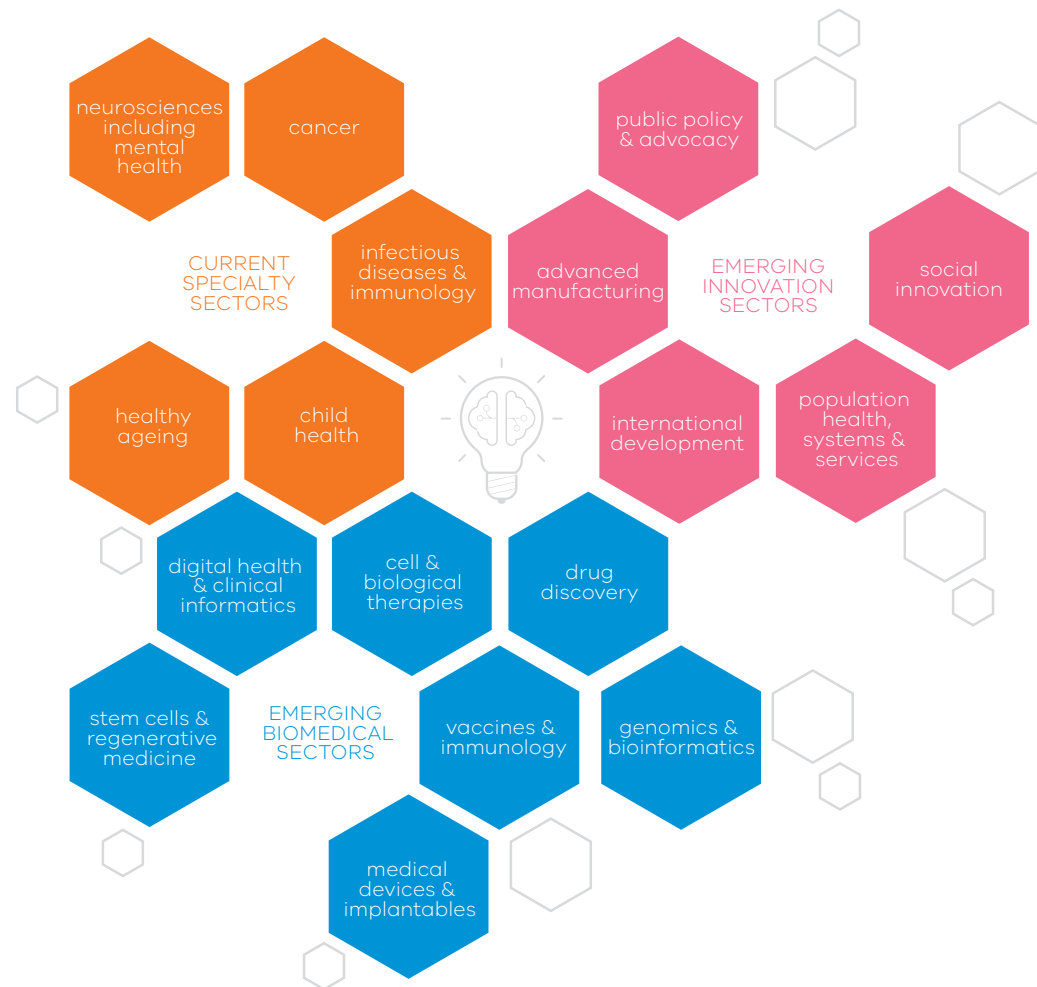 neurosciences
including
mental
health
cancer
public policy
& advocacy
CURRENT
SPECIALTY
SECTORS
infectious
diseases &
immunology
advanced
manufacturing
EMERGING
INNOVATION
SECTORS
social
innovation
healthy
ageing
child
health
international
development
population
health,
systems &
services
digital health
& clinical
informatics
cell &
biological
therapies
drug
discovery
stem cells &
regenerative
medicine
EMERGING
BIOMEDICAL
SECTORS
vaccines &
immunology
genomics &
bioinformatics
medical
devices &
implantables